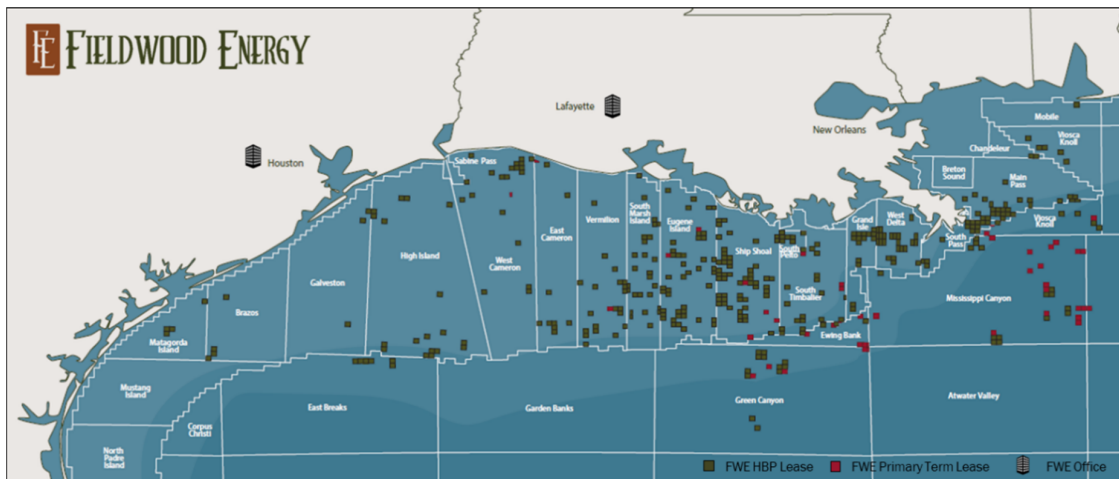 FE FIELDWOOD ENERGY
Lafayette
New Orleans
Houston
Mobile
Viosca
Knoll
Chandeleur
Sabine Pass
Breton
Sound
Main
Pass
South
Marsh
Island
Eugene
Island
Grand
Isle
West
Delta
Viosca
Knoll
East
Cameron
Vermilion
South
Pass
High Island
West
Cameron
Ship Shoal
South
Pelto
Galveston
South
Timbalier
Mississippi Canyon
Brazos
Matagorda
Island
Ewing Bank
Mustang
Island
East Breaks
Garden Banks
Green Canyon
Atwater Valley
Corpus
Christi
North
Padre
Island
FWE HBP Lease
FWE Primary Term Lease
FWE Office